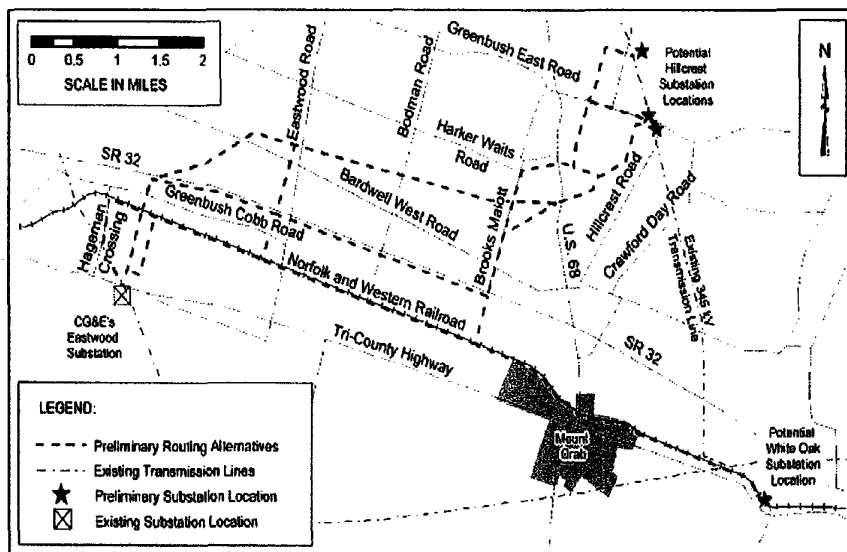 0 0.5 1 1.5 2
SCALE IN MILES
Eastwood Road
Bodman Road
Greenbush East Road
Potential
Hillcrest
Substation
Locations
N
Harker Waits
Road
SR 32
Bardwell West Road
Greenbush Cobb Road
Hageman
Crossing
Brooks Malott
U.S. 68
Hillcrest Road
Crawford Day Road
Existing 345 kV
Transmission Line
Norfolk and Western Railroad
CG&E's
Eastwood
Substation
Tri-County Highway
SR 32
Mount
Orab
Potential
White Oak
Substation
Location
LEGEND:
Preliminary Routing Alternatives
Existing Transmission Lines
Preliminary Substation Location
Existing Substation Location